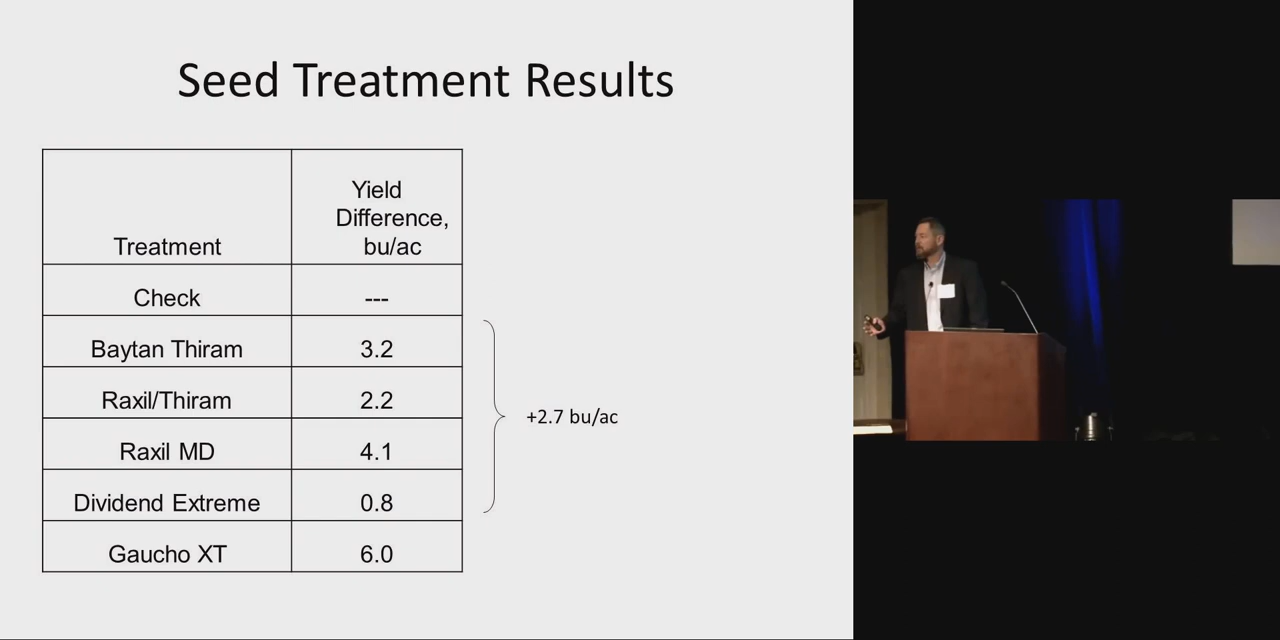 Seed Treatment Results
Treatment
Yield
Difference,
bu/ac
Check
---
Baytan Thiram
3.2
Raxil/Thiram
2.2
Raxil MD
4.1
Dividend Extreme
0.8
Gaucho XT
6.0
+2.7 bu/ac